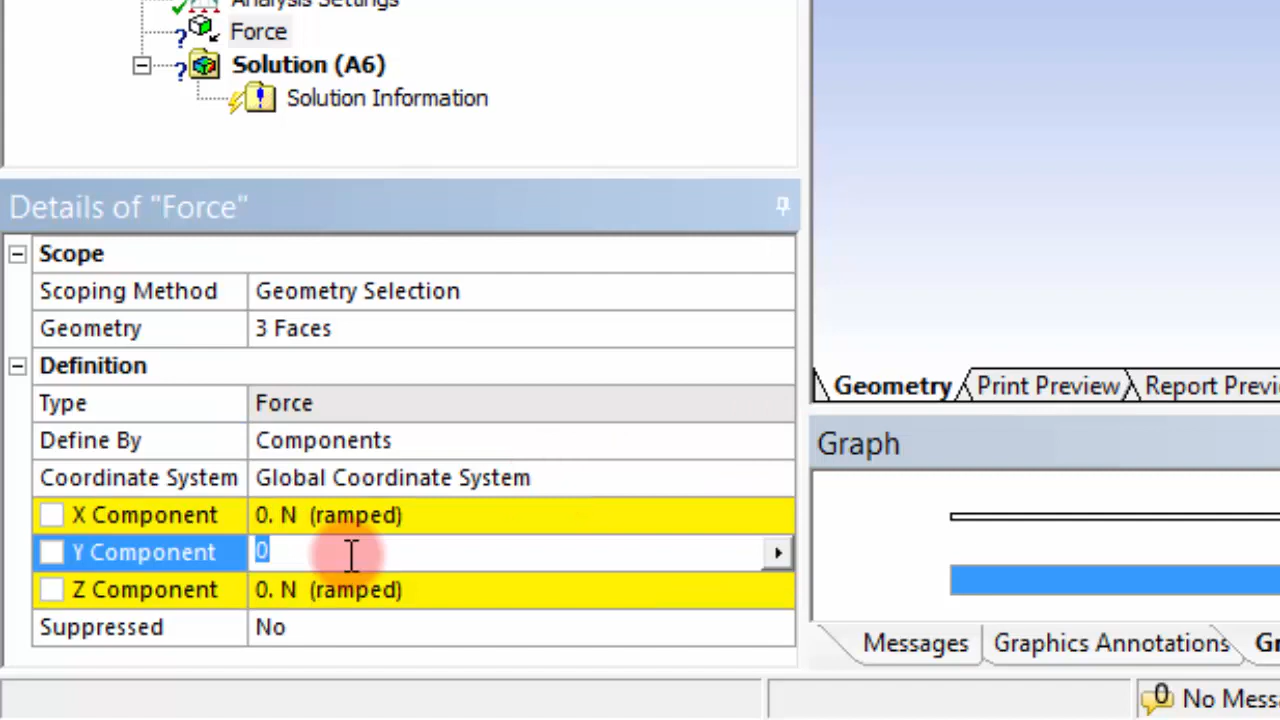 Analysis Settings
Force
Solution (A6)
Solution Information
Details of "Force"
Scope
Scoping Method Geometry Selection
Geometry 3 Faces
Definition
Type Force
Define By Components
Coordinate System Global Coordinate System
X Component 0. N (ramped)
Y Component 0
Z Component 0. N (ramped)
Suppressed No
Geometry Print Preview Report Previ
Graph
Messages Graphics Annotations Gr
0 No Mess